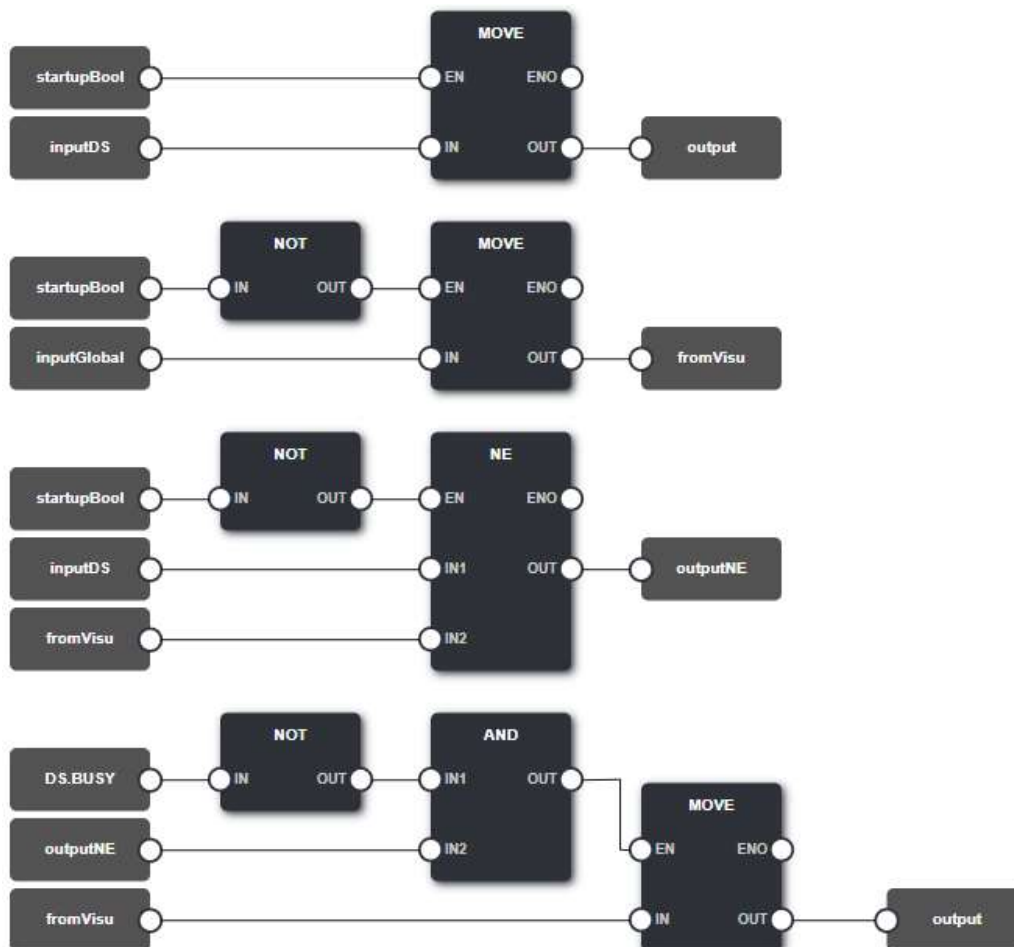 MOVE
startupBool EN ENO
inputDS IN OUT output
NOT MOVE
startupBool IN OUT EN ENO
inputGlobal IN OUT fromVisu
NOT NE
startupBool IN OUT EN ENO
inputDS IN1 OUT outputNE
fromVisu IN2
NOT AND
DS.BUSY IN OUT IN1 OUT
MOVE
outputNE IN2 EN ENO
fromVisu IN OUT output